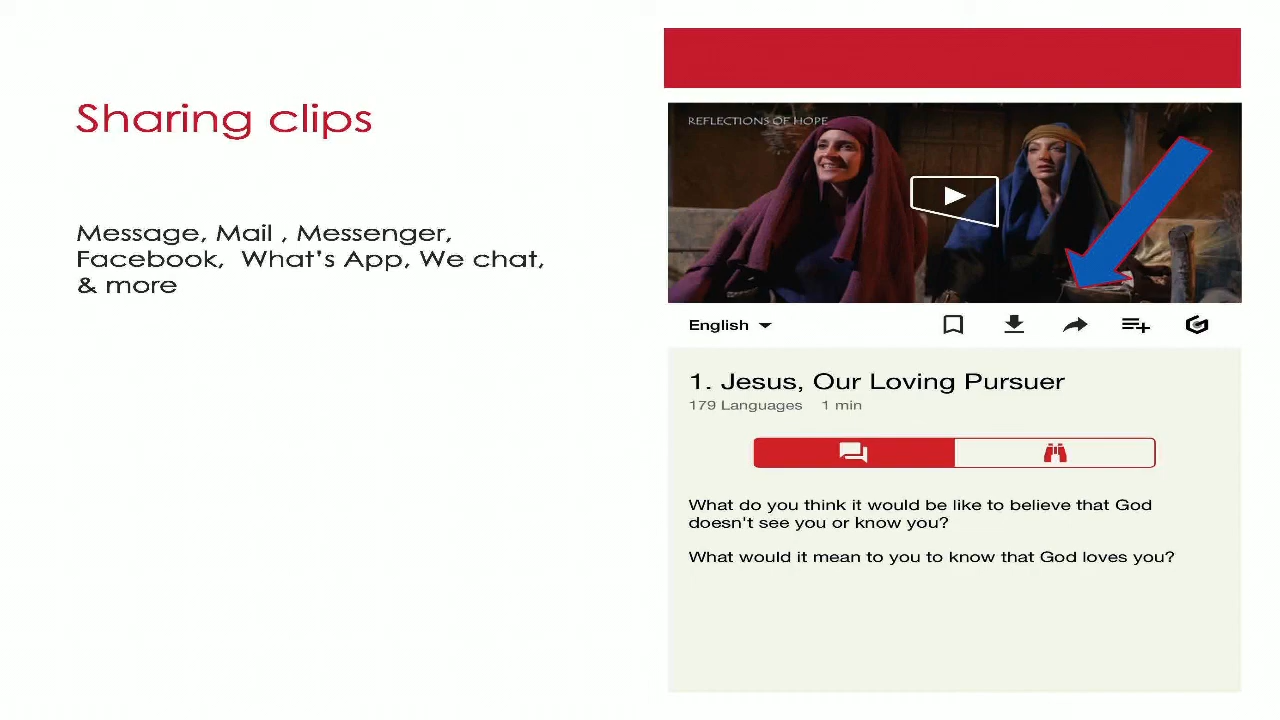 Sharing clips
Message, Mail , Messenger,
Facebook, What's App, We chat,
& more
REFLECTIONS OF HOPE
English
1. Jesus, Our Loving Pursuer
179 Languages 1 min
What do you think it would be like to believe that God
doesn't see you or know you?
What would it mean to you to know that God loves you?